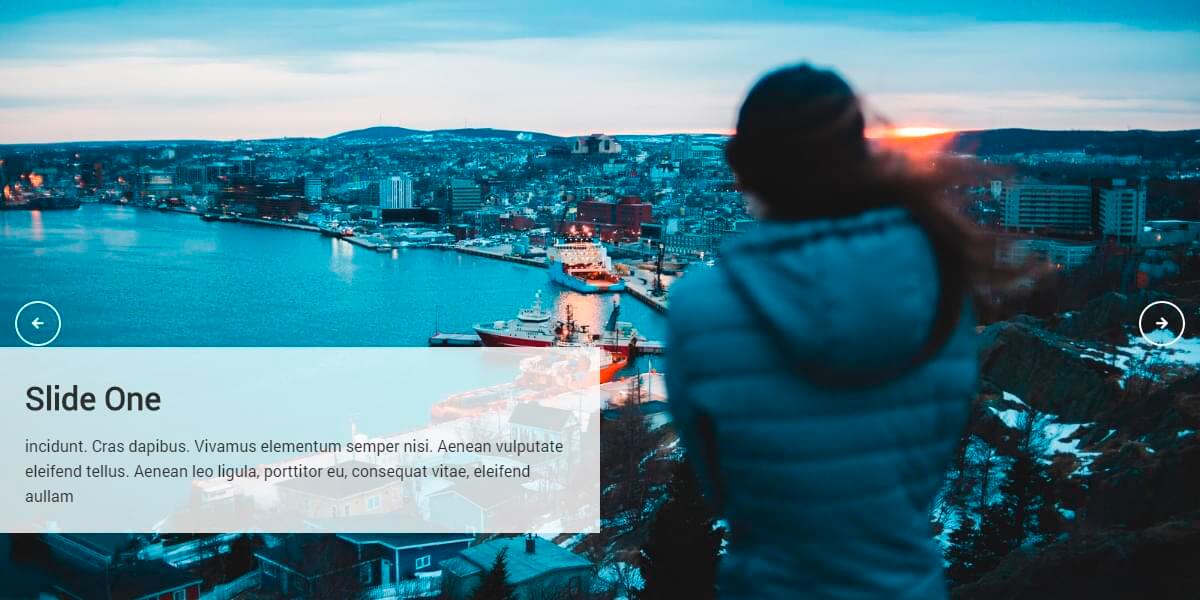 Slide One
incidunt. Cras dapibus. Vivamus elementum semper nisi. Aenean vulputate
eleifend tellus. Aenean leo ligula, porttitor eu, consequat vitae, eleifend
aullam